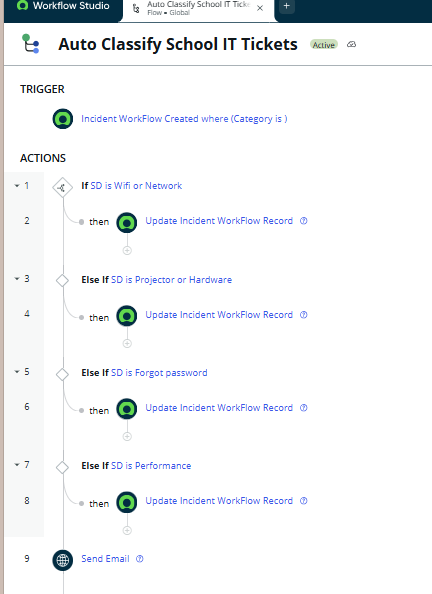 Workflow Studio
Auto Classify School IT Tick
Flow • Global
Auto Classify School IT Tickets
Active
TRIGGER
Incident WorkFlow Created where (Category is )
ACTIONS
1 If SD is Wifi or Network
2 then Update Incident WorkFlow Record
3 Else If SD is Projector or Hardware
4 then Update Incident WorkFlow Record
5 Else If SD is Forgot password
6 then Update Incident WorkFlow Record
7 Else If SD is Performance
8 then Update Incident WorkFlow Record
9 Send Email